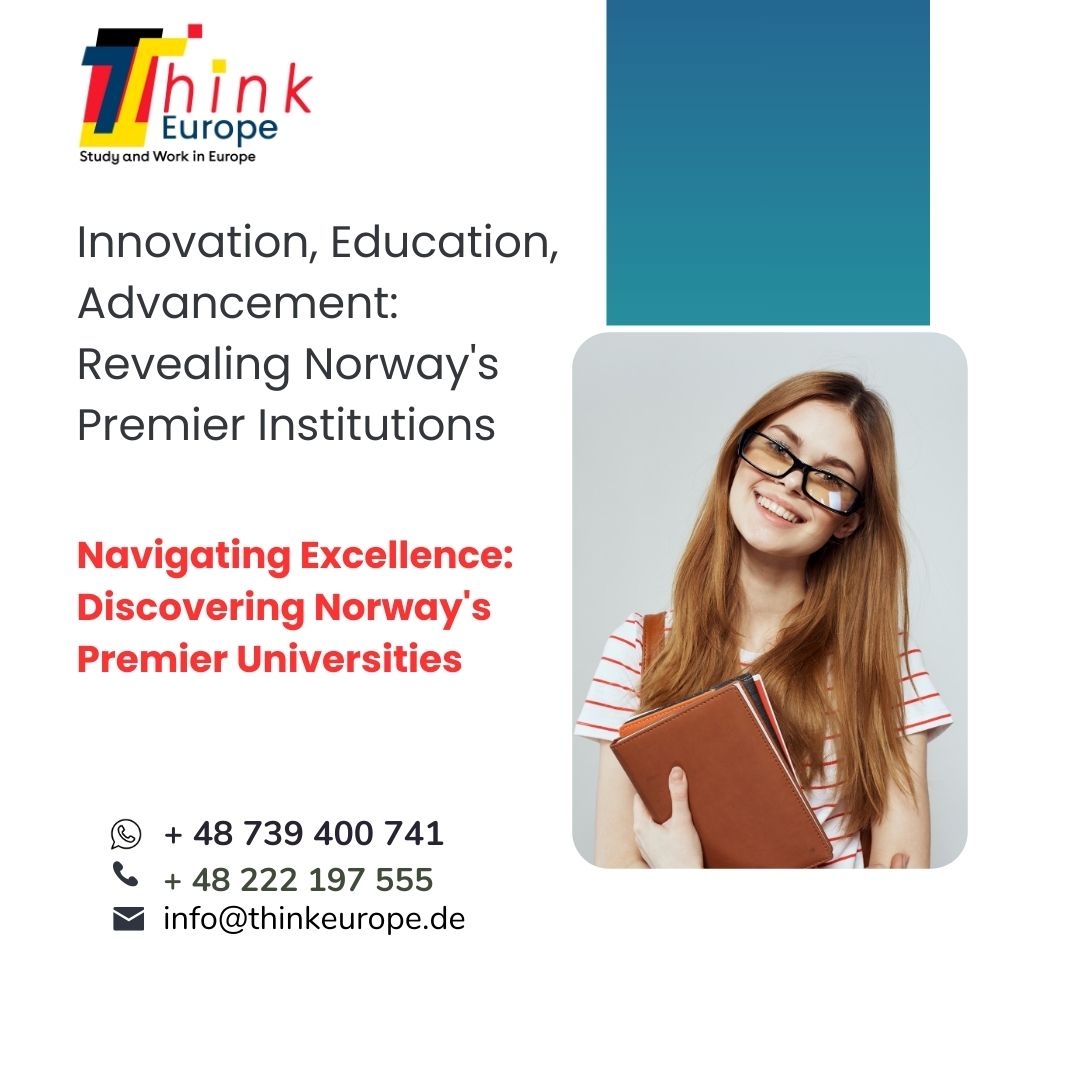 Think
Europe
Study and Work in Europe
Innovation, Education,
Advancement:
Revealing Norway's
Premier Institutions
Navigating Excellence:
Discovering Norway's
Premier Universities
+ 48 739 400 741
+ 48 222 197 555
info@thinkeurope.de